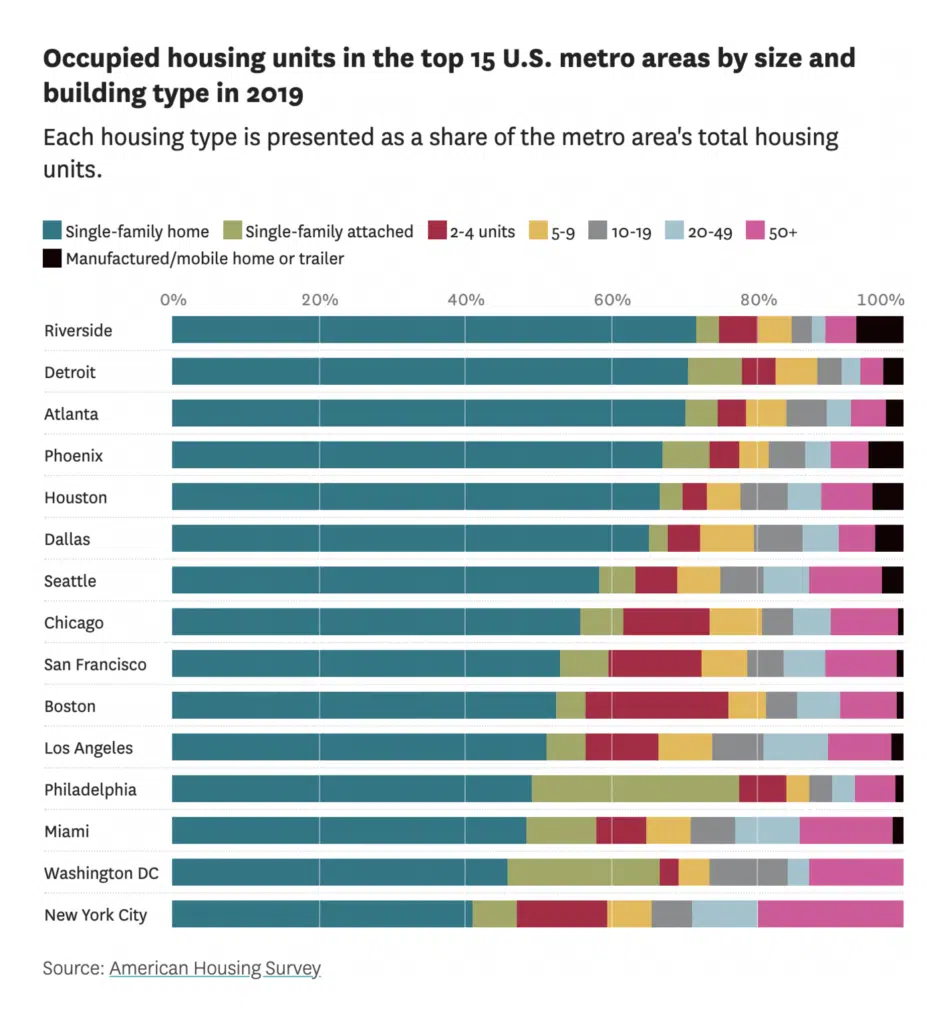 Occupied housing units in the top 15 U.S. metro areas by size and
building type in 2019
Each housing type is presented as a share of the metro area's total housing
units.
Single-family home Single-family attached 2-4 units 5-9 10-19 20-49 50+
Manufactured/mobile home or trailer
0% 20% 40% 60% 80% 100%
Riverside
Detroit
Atlanta
Phoenix
Houston
Dallas
Seattle
Chicago
San Francisco
Boston
Los Angeles
Philadelphia
Miami
Washington DC
New York City
Source: American Housing Survey